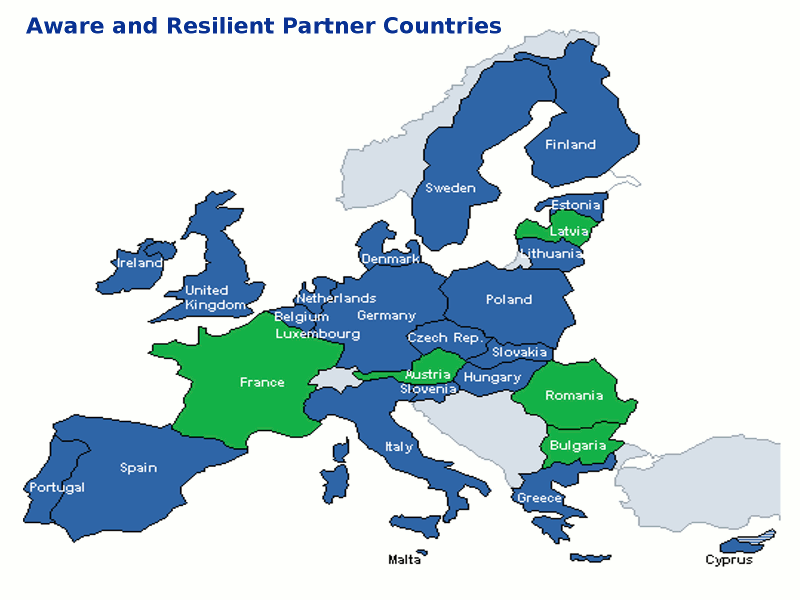 Aware and Resilient Partner Countries
Finland
Sweden
Estonia
Latvia
Lithuania
Denmark
Ireland
United
Kingdom
Netherlands
Belgium
Germany
Poland
Luxembourg
Czech Rep.
Slovakia
France
Austria
Hungary
Slovenia
Romania
Italy
Bulgaria
Spain
Portugal
Greece
Malta
Cyprus